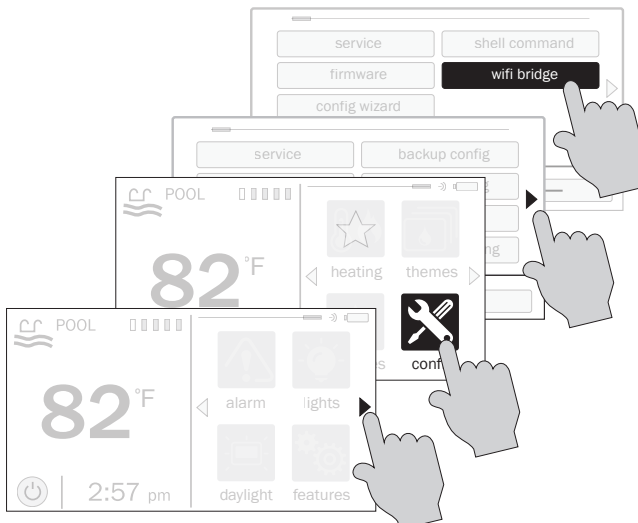 service shell command
firmware wifi bridge
config wizard
service backup config
POOL
82°F
heating themes
POOL
82°F
alarm lights
2:57 pm
daylight features